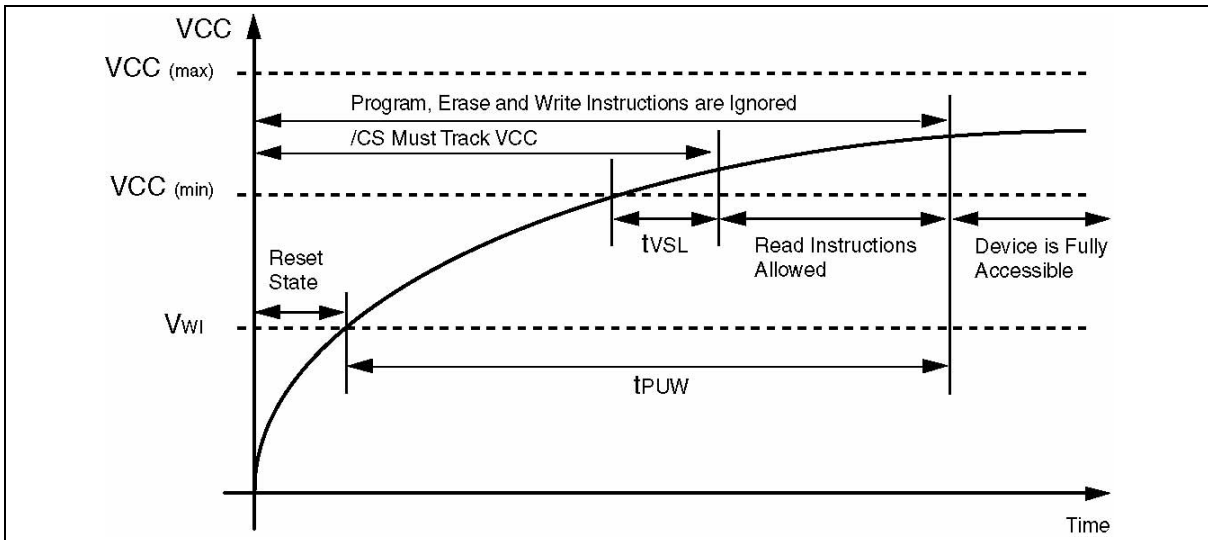 VCC
VCC (max)
Program, Erase and Write Instructions are Ignored
/CS Must Track VCC
VCC (min)
tVSL
Read Instructions
Allowed
Device is Fully
Accessible
Reset
State
VWI
tPUW
Time